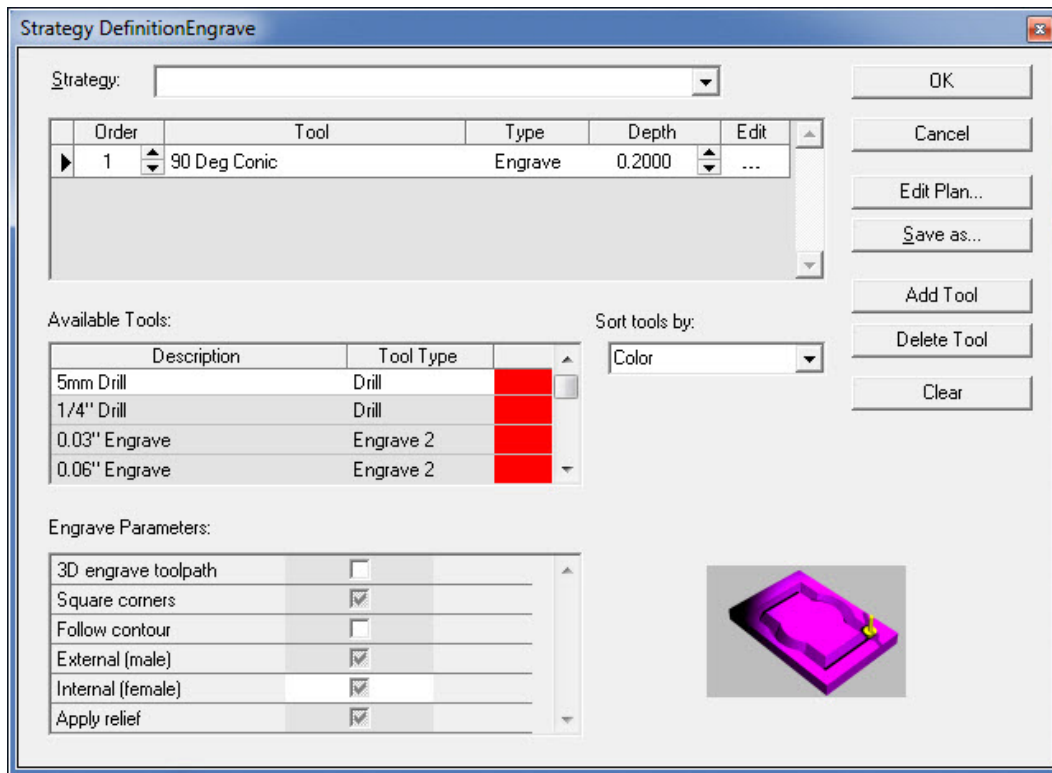 Strategy DefinitionEngrave
Strategy:
OK
Order Tool Type Depth Edit
Cancel
1 90 Deg Conic Engrave 0.2000 ...
Edit Plan...
Save as...
Add Tool
Available Tools:
Sort tools by:
Delete Tool
Description Tool Type
Color
5mm Drill Drill
Clear
1/4" Drill Drill
0.03" Engrave Engrave 2
0.06" Engrave Engrave 2
Engrave Parameters:
3D engrave toolpath
Square corners
Follow contour
External (male)
Internal (female)
Apply relief